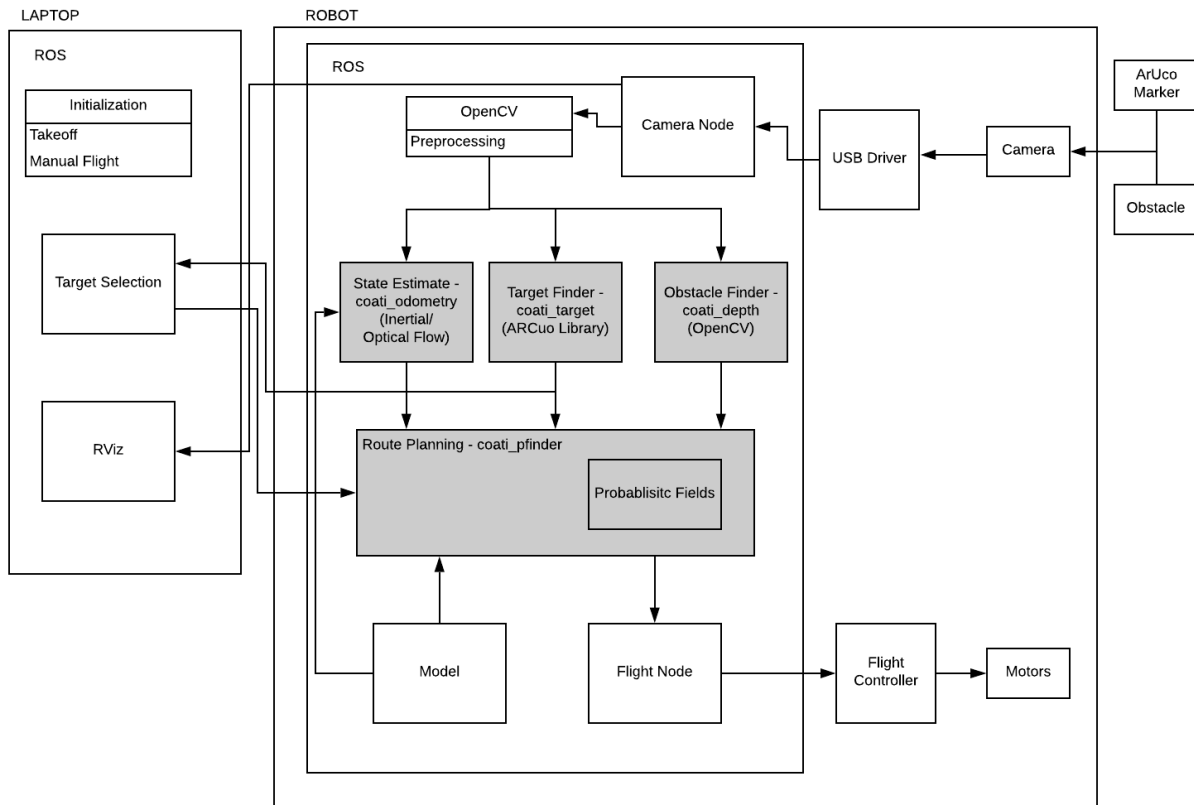 LAPTOP
ROS
Initialization
Takeoff
Manual Flight
Target Selection
RViz
ROBOT
ROS
OpenCV
Preprocessing
Camera Node
USB Driver
Camera
ArUco
Marker
Obstacle
State Estimate -
coati_odometry
(Inertial/
Optical Flow)
Target Finder -
coati_target
(ARCuo Library)
Obstacle Finder -
coati_depth
(OpenCV)
Route Planning - coati_pfinder
Probablisitc Fields
Model
Flight Node
Flight
Controller
Motors